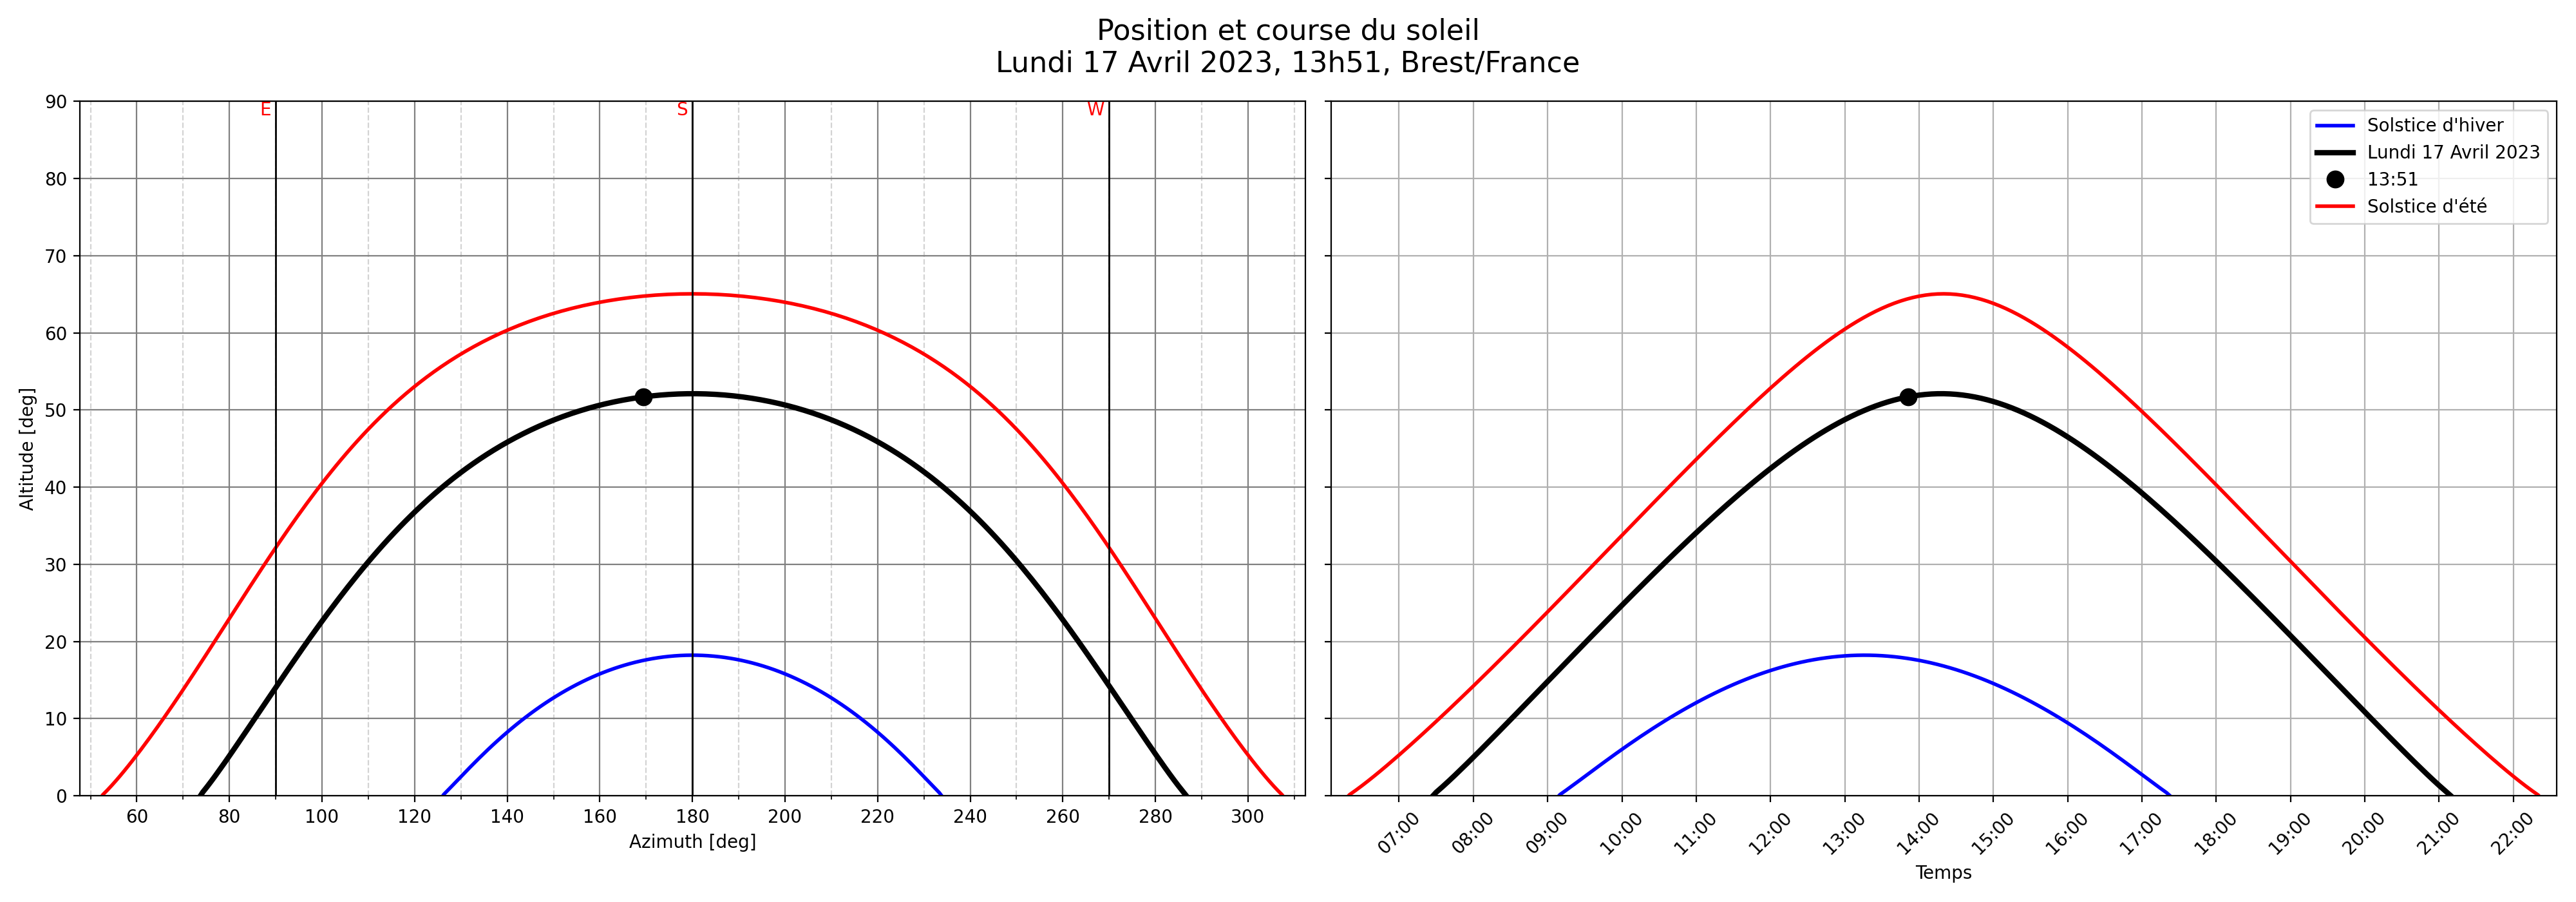 Position et course du soleil
Lundi 17 Avril 2023, 13h51, Brest/France
E
S
W
90
80
70
60
50
40
30
20
10
0
Altitude [deg]
60 80 100 120 140 160 180 200 220 240 260 280 300
Azimuth [deg]
Solstice d'hiver
Lundi 17 Avril 2023
13:51
Solstice d'été
07:00 08:00 09:00 10:00 11:00 12:00 13:00 14:00 15:00 16:00 17:00 18:00 19:00 20:00 21:00 22:00
Temps